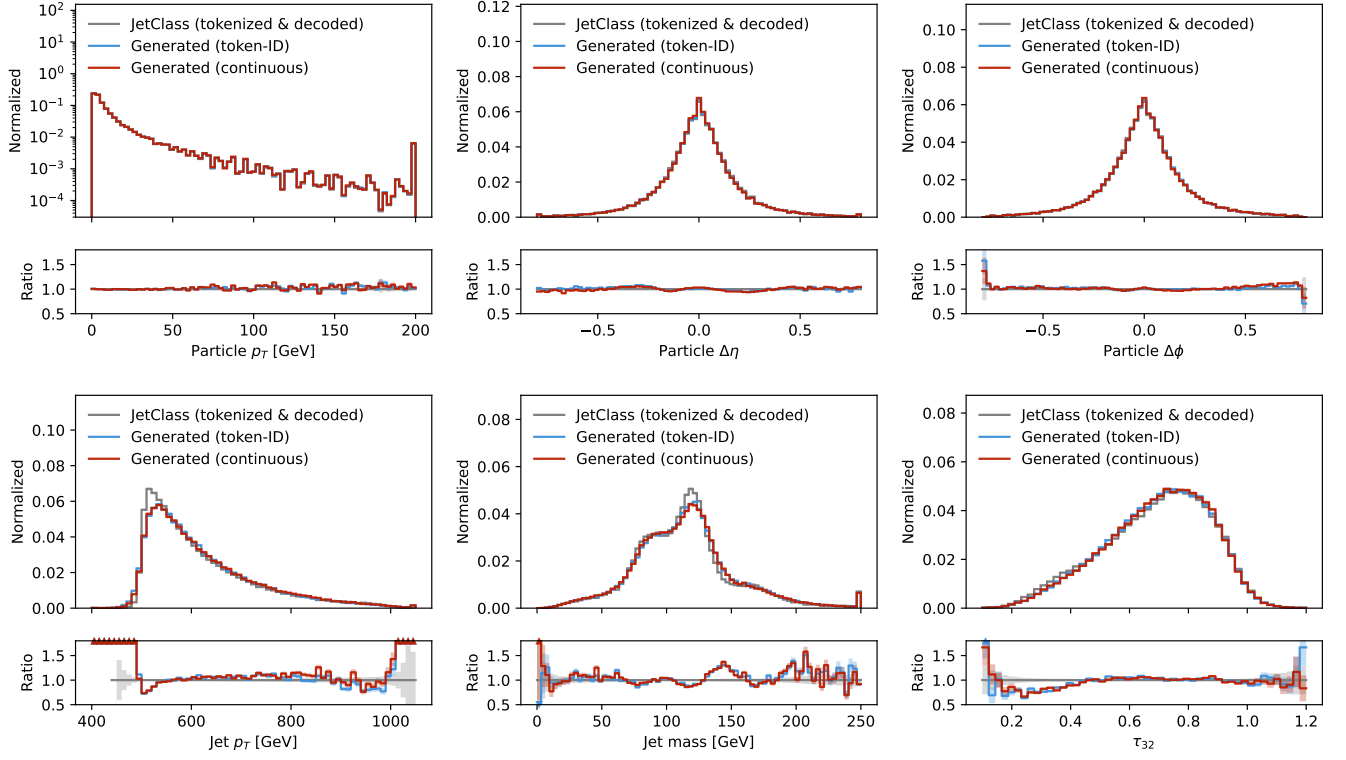 10²
10¹
10⁰
10⁻¹
10⁻²
10⁻³
10⁻⁴
Normalized
JetClass (tokenized & decoded)
Generated (token-ID)
Generated (continuous)
1.5
1.0
0.5
Ratio
0 50 100 150 200
Particle p_T [GeV]
0.12
0.10
0.08
0.06
0.04
0.02
0.00
Normalized
JetClass (tokenized & decoded)
Generated (token-ID)
Generated (continuous)
1.5
1.0
0.5
Ratio
−0.5 0.0 0.5
Particle Δη
0.10
0.08
0.06
0.04
0.02
0.00
Normalized
JetClass (tokenized & decoded)
Generated (token-ID)
Generated (continuous)
1.5
1.0
0.5
Ratio
−0.5 0.0 0.5
Particle Δϕ
0.10
0.08
0.06
0.04
0.02
0.00
Normalized
JetClass (tokenized & decoded)
Generated (token-ID)
Generated (continuous)
1.5
1.0
0.5
Ratio
400 600 800 1000
Jet p_T [GeV]
0.08
0.06
0.04
0.02
0.00
Normalized
JetClass (tokenized & decoded)
Generated (token-ID)
Generated (continuous)
1.5
1.0
0.5
Ratio
0 50 100 150 200 250
Jet mass [GeV]
0.08
0.06
0.04
0.02
0.00
Normalized
JetClass (tokenized & decoded)
Generated (token-ID)
Generated (continuous)
1.5
1.0
0.5
Ratio
0.2 0.4 0.6 0.8 1.0 1.2
τ₃₂